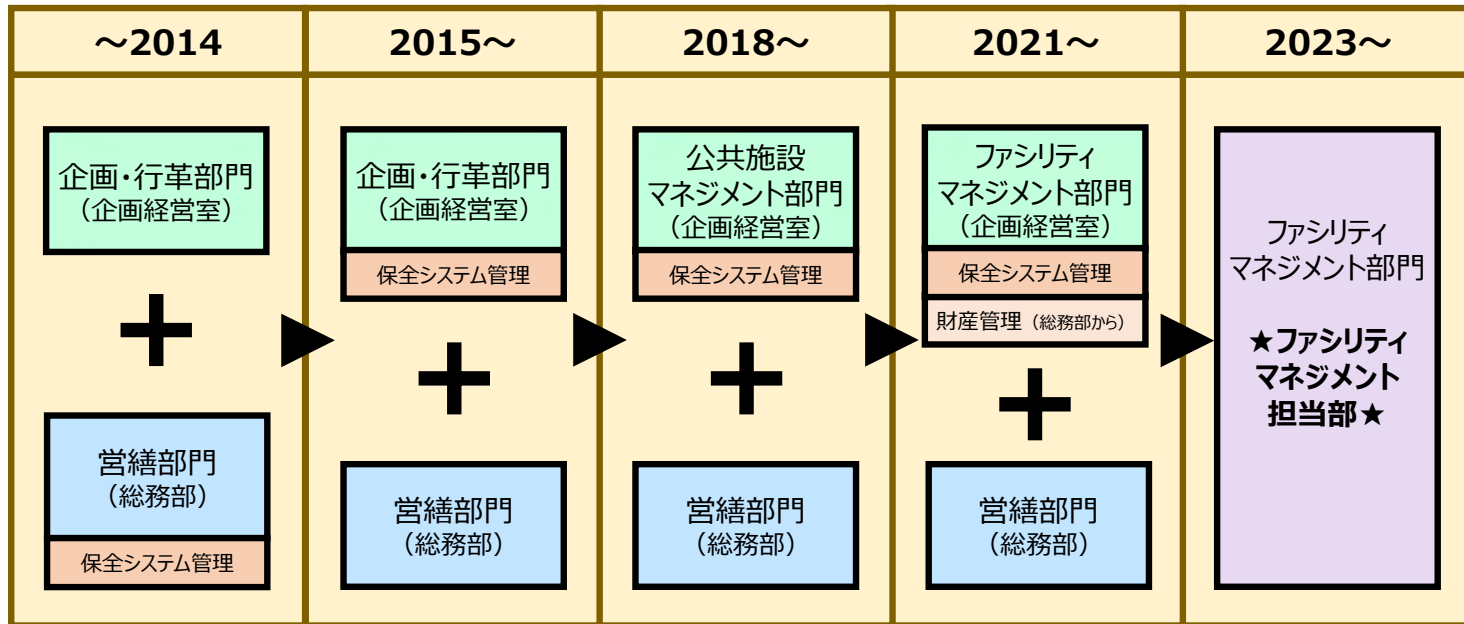 ～2014
2015～
2018～
2021～
2023～
企画・行革部門
（企画経営室）
営繕部門
（総務部）
保全システム管理
企画・行革部門
（企画経営室）
保全システム管理
営繕部門
（総務部）
公共施設
マネジメント部門
（企画経営室）
保全システム管理
営繕部門
（総務部）
ファシリティ
マネジメント部門
（企画経営室）
保全システム管理
財産管理（総務部から）
営繕部門
（総務部）
ファシリティ
マネジメント部門
★ファシリティ
マネジメント
担当部★